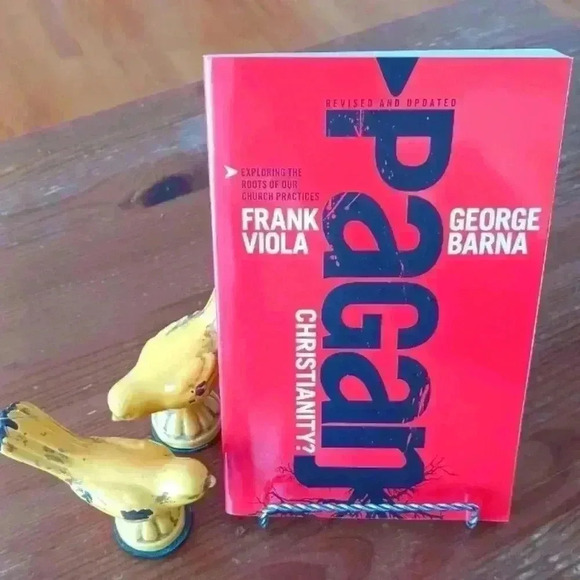 REVISED AND UPDATED
EXPLORING THE
ROOTS OF OUR
CHURCH PRACTICES
FRANK
VIOLA
GEORGE
BARNA
PaGan
CHRISTIANITY?